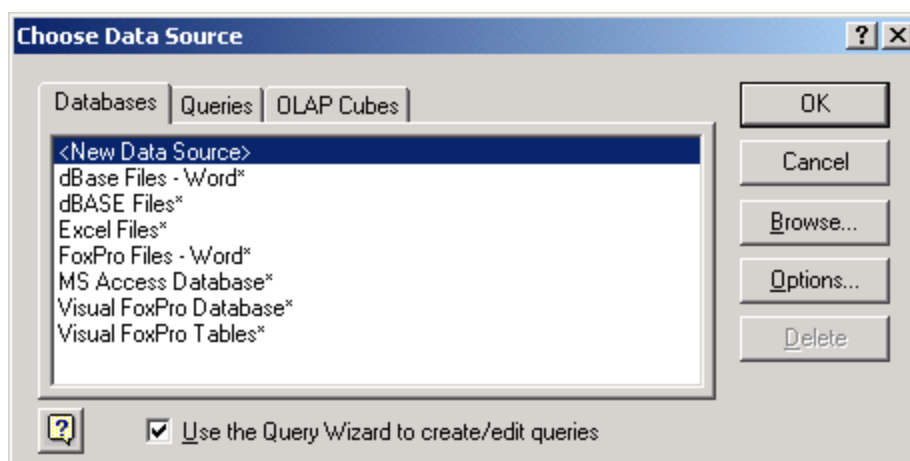 Choose Data Source
Databases Queries OLAP Cubes
<New Data Source>
dBase Files - Word*
dBASE Files*
Excel Files*
FoxPro Files - Word*
MS Access Database*
Visual FoxPro Database*
Visual FoxPro Tables*
OK
Cancel
Browse...
Options...
Delete
Use the Query Wizard to create/edit queries